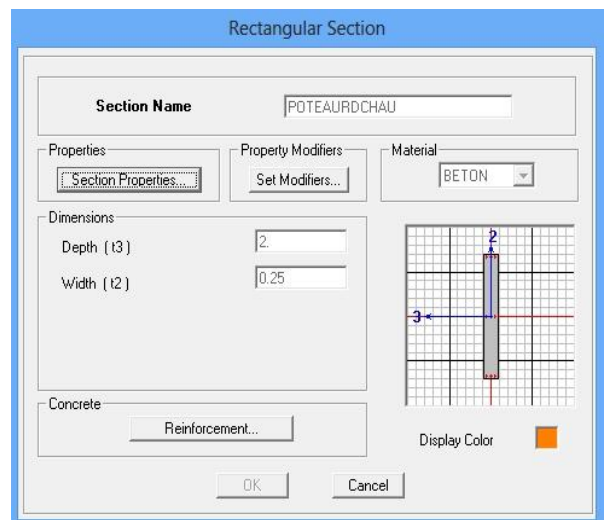 Rectangular Section
Section Name POTEAURDCHAU
Properties Property Modifiers Material
Section Properties... Set Modifiers... BETON
Dimensions
Depth ( t3 ) 2.
Width ( t2 ) 0.25
2
3
Concrete
Reinforcement...
Display Color
OK Cancel